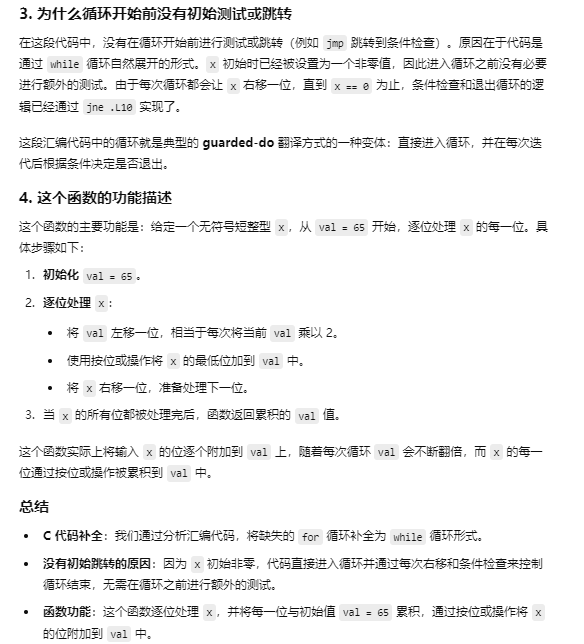 3. 为什么循环开始前没有初始测试或跳转
在这段代码中，没有在循环开始前进行测试或跳转（例如 jmp 跳转到条件检查）。原因在于代码是
通过 while 循环自然展开的形式。x 初始时已经被设置为一个非零值，因此进入循环之前没有必要
进行额外的测试。由于每次循环都会让 x 右移一位，直到 x == 0 为止，条件检查和退出循环的逻
辑已经通过 jne .L10 实现了。
这段汇编代码中的循环就是典型的 guarded-do 翻译方式的一种变体：直接进入循环，并在每次迭
代后根据条件决定是否退出。
4. 这个函数的功能描述
这个函数的主要功能是：给定一个无符号短整型 x，从 val = 65 开始，逐位处理 x 的每一位。具
体步骤如下：
1. 初始化 val = 65。
2. 逐位处理 x：
• 将 val 左移一位，相当于每次将当前 val 乘以 2。
• 使用按位或操作将 x 的最低位加到 val 中。
• 将 x 右移一位，准备处理下一位。
3. 当 x 的所有位都被处理完后，函数返回累积的 val 值。
这个函数实际上将输入 x 的位逐个附加到 val 上，随着每次循环 val 会不断翻倍，而 x 的每一
位通过按位或操作被累积到 val 中。
总结
• C 代码补全：我们通过分析汇编代码，将缺失的 for 循环补全为 while 循环形式。
• 没有初始跳转的原因：因为 x 初始非零，代码直接进入循环并通过每次右移和条件检查来控制
循环结束，无需在循环之前进行额外的测试。
• 函数功能：这个函数逐位处理 x，并将每一位与初始值 val = 65 累积，通过按位或操作将 x
的位附加到 val 中。